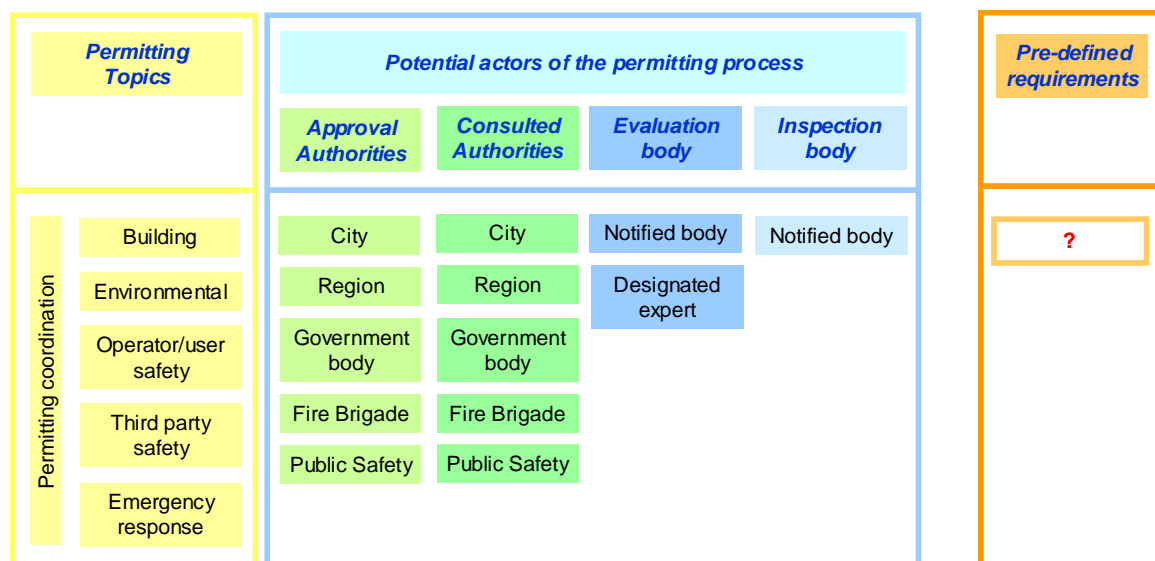 Permitting
Topics
Potential actors of the permitting process
Pre-defined
requirements
Approval
Authorities
Consulted
Authorities
Evaluation
body
Inspection
body
Permitting coordination
Building
Environmental
Operator/user
safety
Third party
safety
Emergency
response
City
Region
Government
body
Fire Brigade
Public Safety
City
Region
Government
body
Fire Brigade
Public Safety
Notified body
Designated
expert
Notified body
?